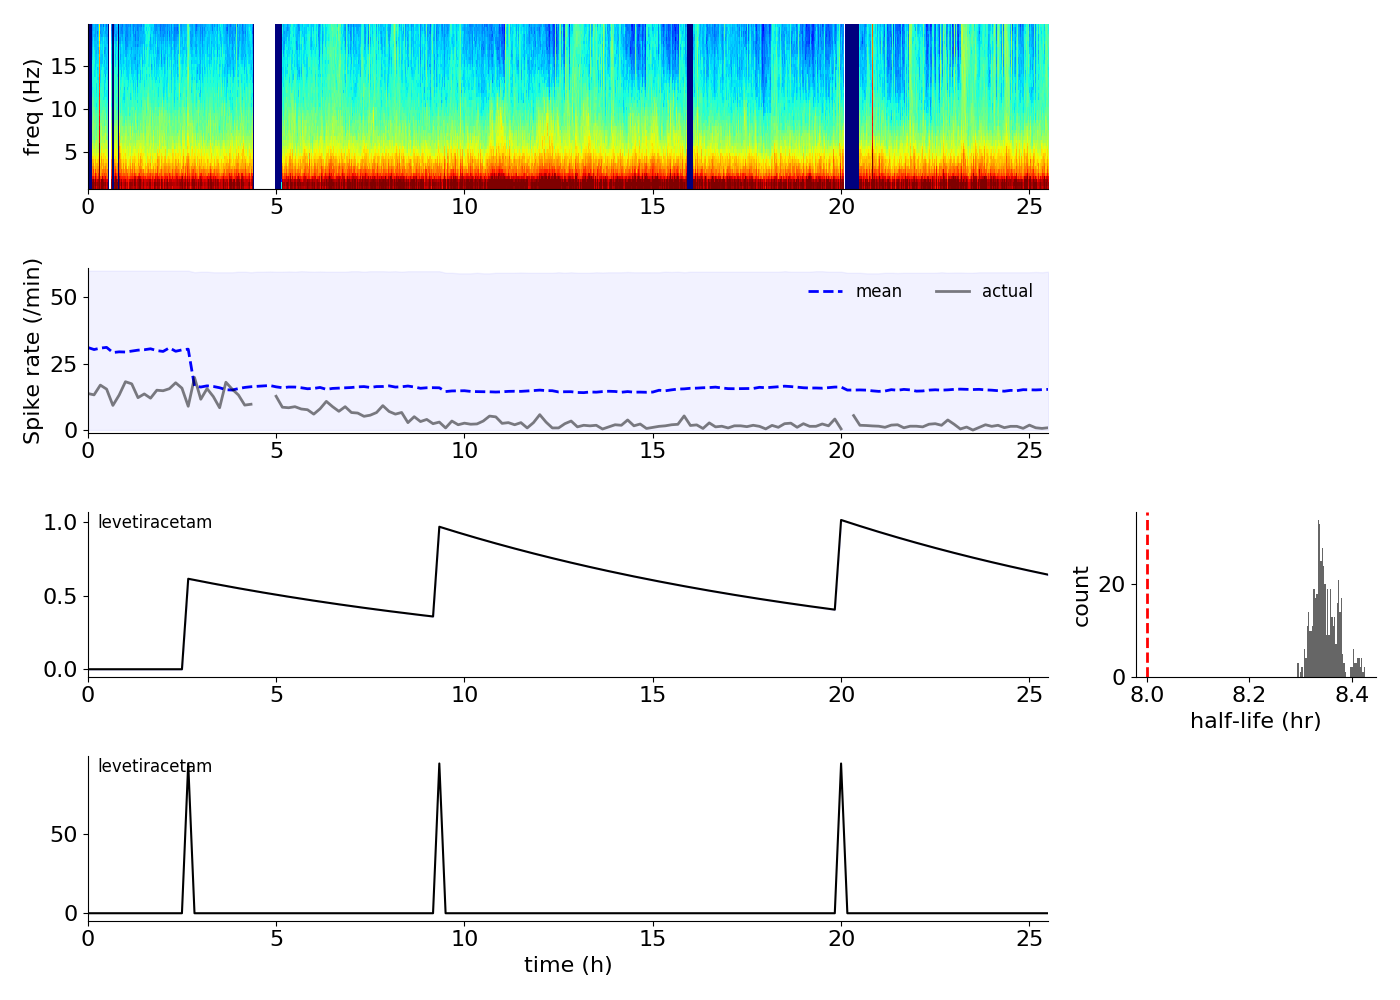 freq (Hz)
15
10
5
0 5 10 15 20 25
Spike rate (/min)
50
25
0
mean actual
0 5 10 15 20 25
levetiracetam
1.0
0.5
0.0
0 5 10 15 20 25
count
20
0
8.0 8.2 8.4
half-life (hr)
levetiracetam
50
0
0 5 10 15 20 25
time (h)